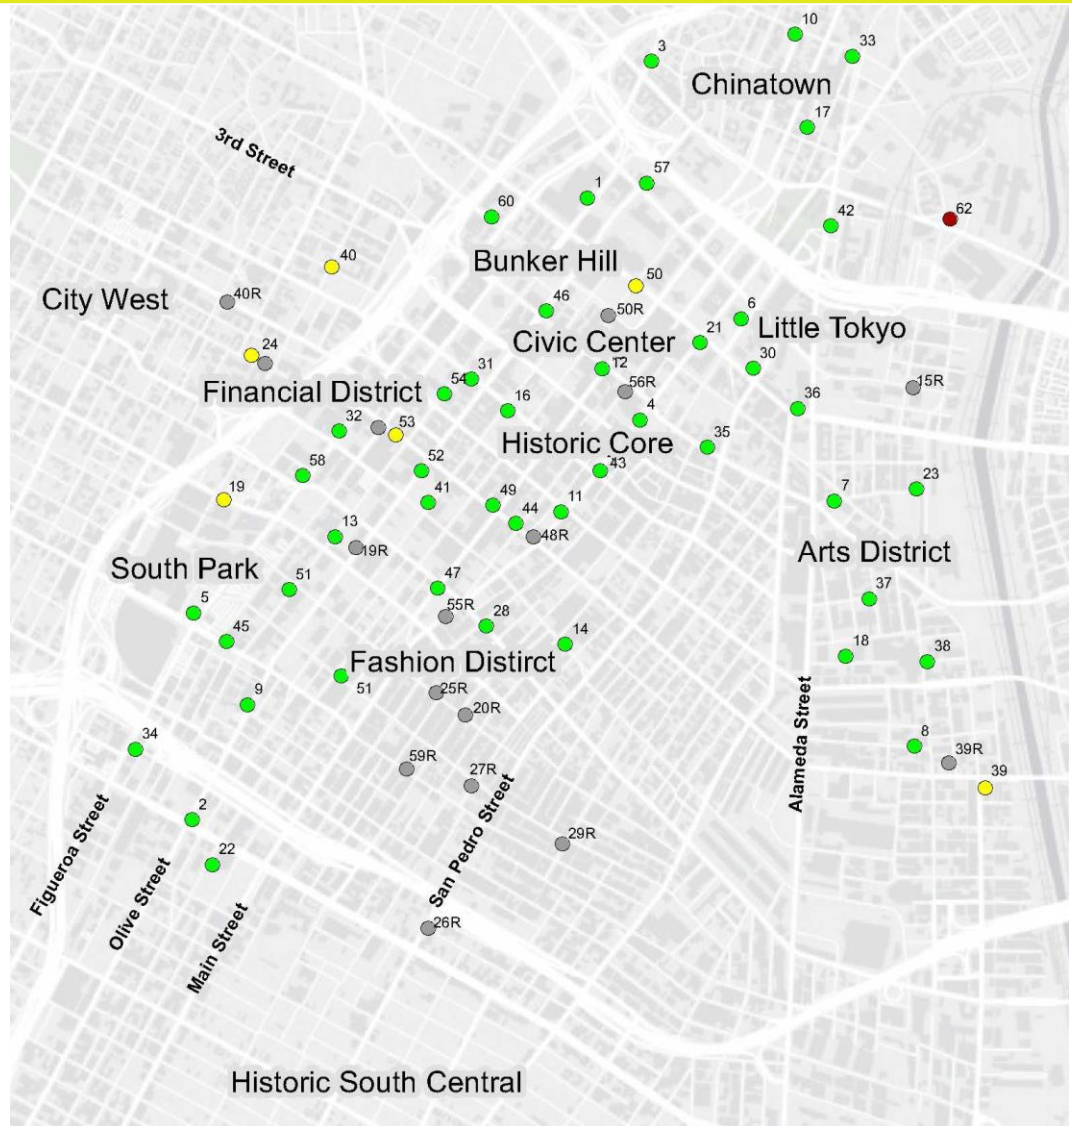 10
3
33
Chinatown
17
3rd Street
57
1
60
42
62
40
Bunker Hill
50
City West
40R
46
50R
6
Little Tokyo
21
Civic Center
24
12
30
31
54
56R
15R
Financial District
16
36
4
32
53
Historic Core
35
43
52
58
19
41
49
44
11
48R
7
23
13
19R
Arts District
South Park
51
47
5
55R
28
37
45
14
18
38
Fashion Distirct
51
25R
9
20R
34
8
59R
27R
39R
39
Alameda Street
2
San Pedro Street
29R
22
Figueroa Street
Olive Street
Main Street
26R
Historic South Central